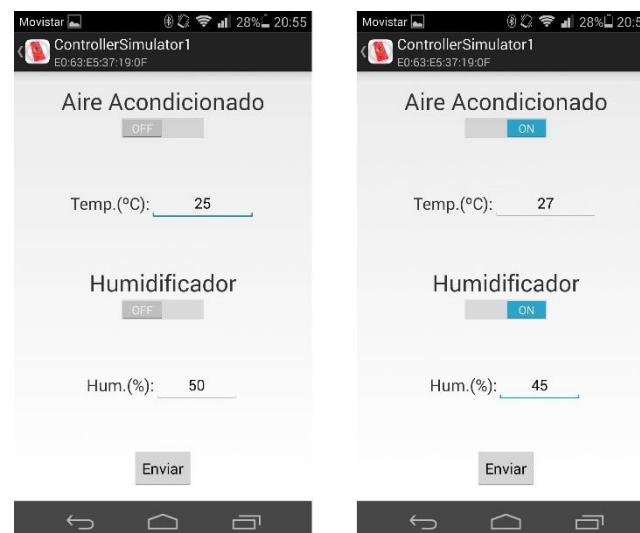 Movistar 28% 20:55
ControllerSimulator1
E0:63:E5:37:19:0F
Aire Acondicionado
OFF
Temp.(ºC): 25
Humidificador
OFF
Hum.(%): 50
Enviar
Movistar 28% 20:5
ControllerSimulator1
E0:63:E5:37:19:0F
Aire Acondicionado
ON
Temp.(ºC): 27
Humidificador
ON
Hum.(%): 45
Enviar